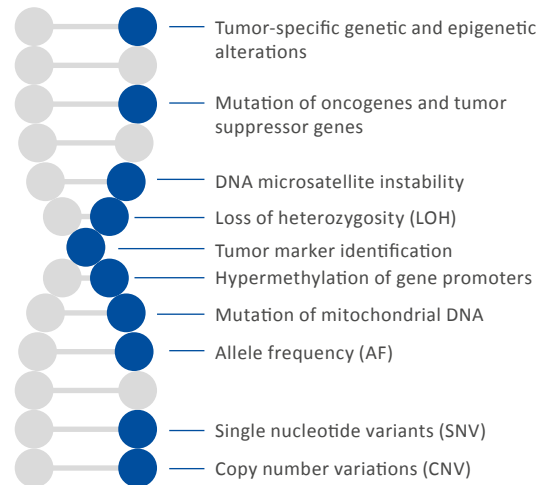 Tumor-specific genetic and epigenetic
alterations
Mutation of oncogenes and tumor
suppressor genes
DNA microsatellite instability
Loss of heterozygosity (LOH)
Tumor marker identification
Hypermethylation of gene promoters
Mutation of mitochondrial DNA
Allele frequency (AF)
Single nucleotide variants (SNV)
Copy number variations (CNV)